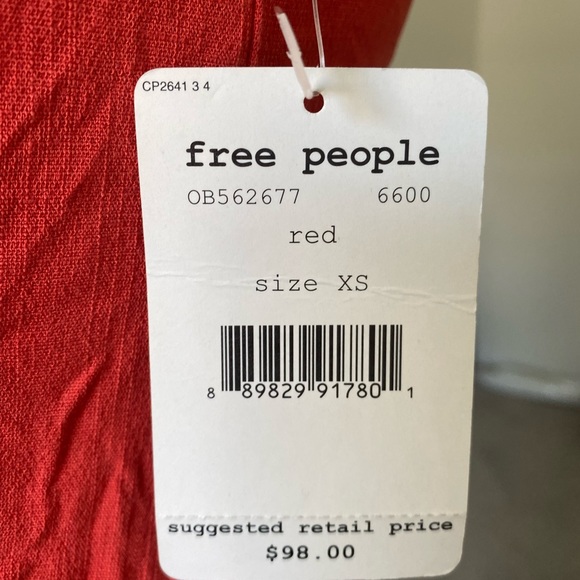 CP2641 3 4
free people
OB562677 6600
red
size XS
8 89829 91780 1
suggested retail price
$98.00